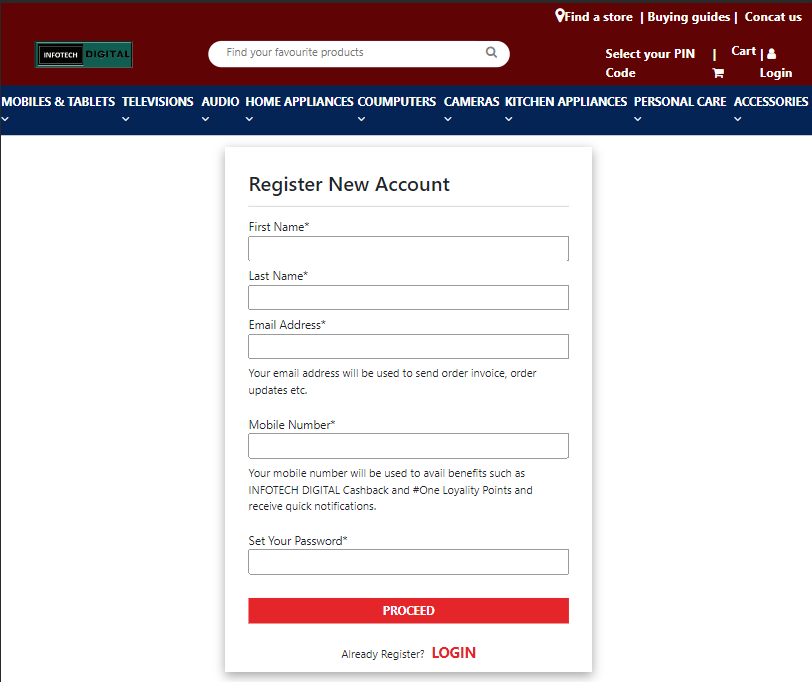 Find a store | Buying guides | Concat us
INFOTECH DIGITAL
Find your favourite products
Select your PIN Code | Cart | Login
MOBILES & TABLETS TELEVISIONS AUDIO HOME APPLIANCES COUMPUTERS CAMERAS KITCHEN APPLIANCES PERSONAL CARE ACCESSORIES
Register New Account
First Name*
Last Name*
Email Address*
Your email address will be used to send order invoice, order
updates etc.
Mobile Number*
Your mobile number will be used to avail benefits such as
INFOTECH DIGITAL Cashback and #One Loyality Points and
receive quick notifications.
Set Your Password*
PROCEED
Already Register? LOGIN